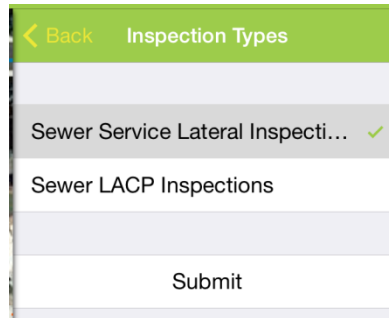 Back Inspection Types
Sewer Service Lateral Inspecti...
Sewer LACP Inspections
Submit